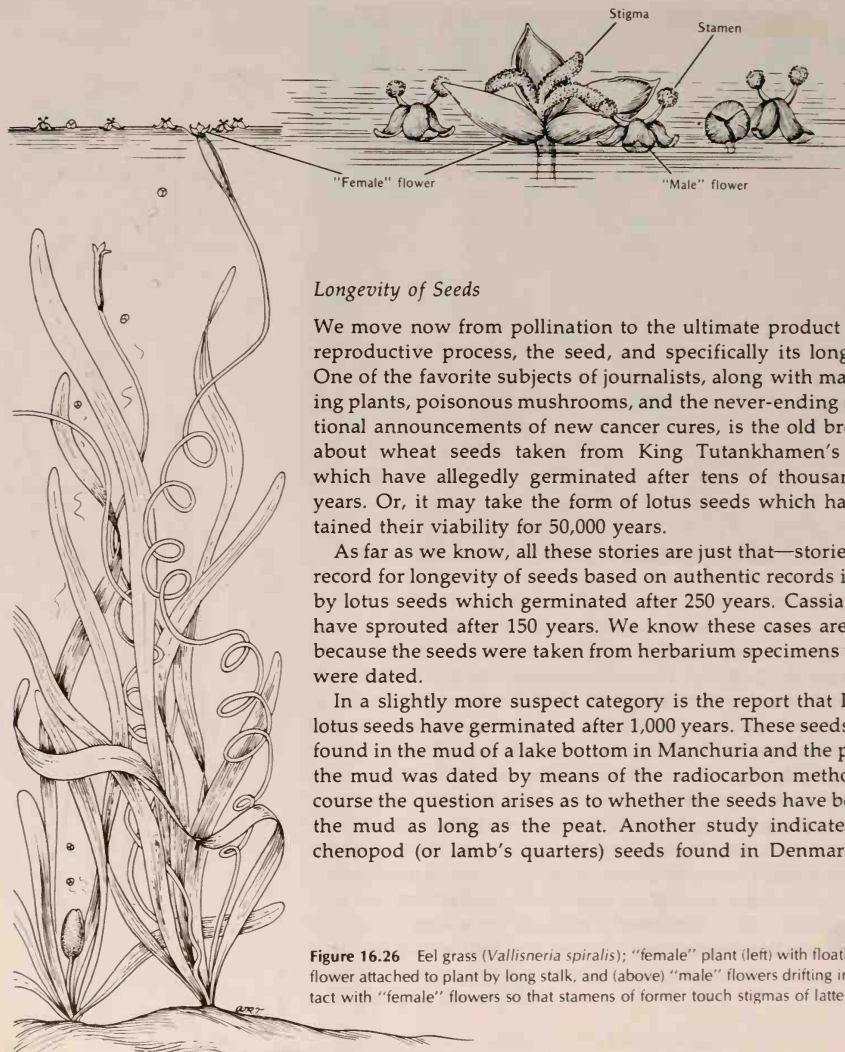 Stigma
Stamen
"Female" flower
"Male" flower
Longevity of Seeds
We move now from pollination to the ultimate product
reproductive process, the seed, and specifically its long
One of the favorite subjects of journalists, along with ma
ing plants, poisonous mushrooms, and the never-ending
tional announcements of new cancer cures, is the old br
about wheat seeds taken from King Tutankhamen's
which have allegedly germinated after tens of thousan
years. Or, it may take the form of lotus seeds which ha
tained their viability for 50,000 years.
As far as we know, all these stories are just that—storie
record for longevity of seeds based on authentic records i
by lotus seeds which germinated after 250 years. Cassia
have sprouted after 150 years. We know these cases are
because the seeds were taken from herbarium specimens
were dated.
In a slightly more suspect category is the report that I
lotus seeds have germinated after 1,000 years. These seeds
found in the mud of a lake bottom in Manchuria and the p
the mud was dated by means of the radiocarbon metho
course the question arises as to whether the seeds have b
the mud as long as the peat. Another study indicate
chenopod (or lamb's quarters) seeds found in Denmar
Figure 16.26 Eel grass (Vallisneria spiralis); "female" plant (left) with floati
flower attached to plant by long stalk, and (above) "male" flowers drifting in
tact with "female" flowers so that stamens of former touch stigmas of latte